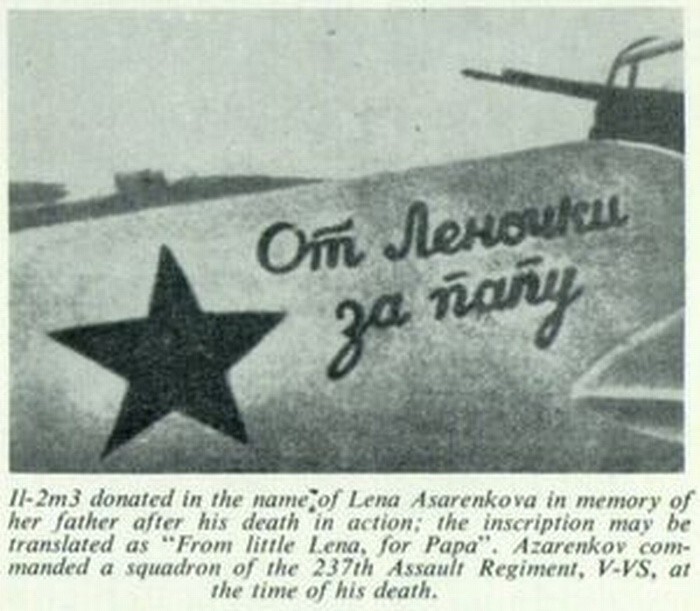 От Леночки
за папу
Il-2m3 donated in the name of Lena Asarenkova in memory of
her father after his death in action; the inscription may be
translated as "From little Lena, for Papa". Azarenkov com-
manded a squadron of the 237th Assault Regiment, V-VS, at
the time of his death.